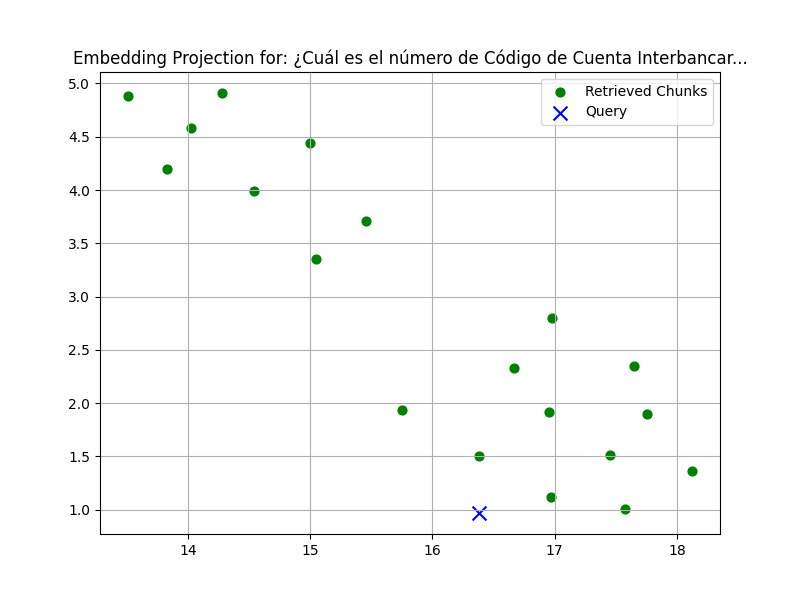 Embedding Projection for: ¿Cuál es el número de Código de Cuenta Interbancar...
Retrieved Chunks
Query
5.0
4.5
4.0
3.5
3.0
2.5
2.0
1.5
1.0
14 15 16 17 18